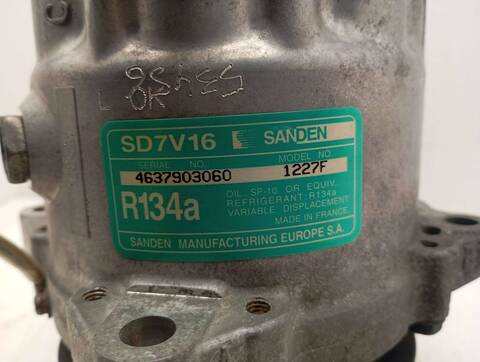 C
OK
SD7V16 SANDEN
SERIAL NO. MODEL NO.
4637903060 1227F
R134a
OIL SP-10 OR EQUIV.
REFRIGERANT R134a
VARIABLE DISPLACEMENT
MADE IN FRANCE
SANDEN MANUFACTURING EUROPE S.A.